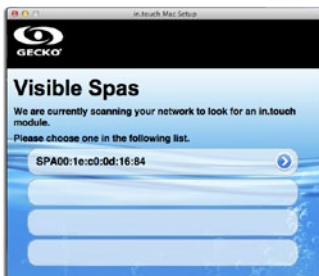 in.touch Mac Setup
GECKO
Visible Spas
We are currently scanning your network to look for an in.touch
module.
Please choose one in the following list.
SPA00:1e:c0:0d:16:84